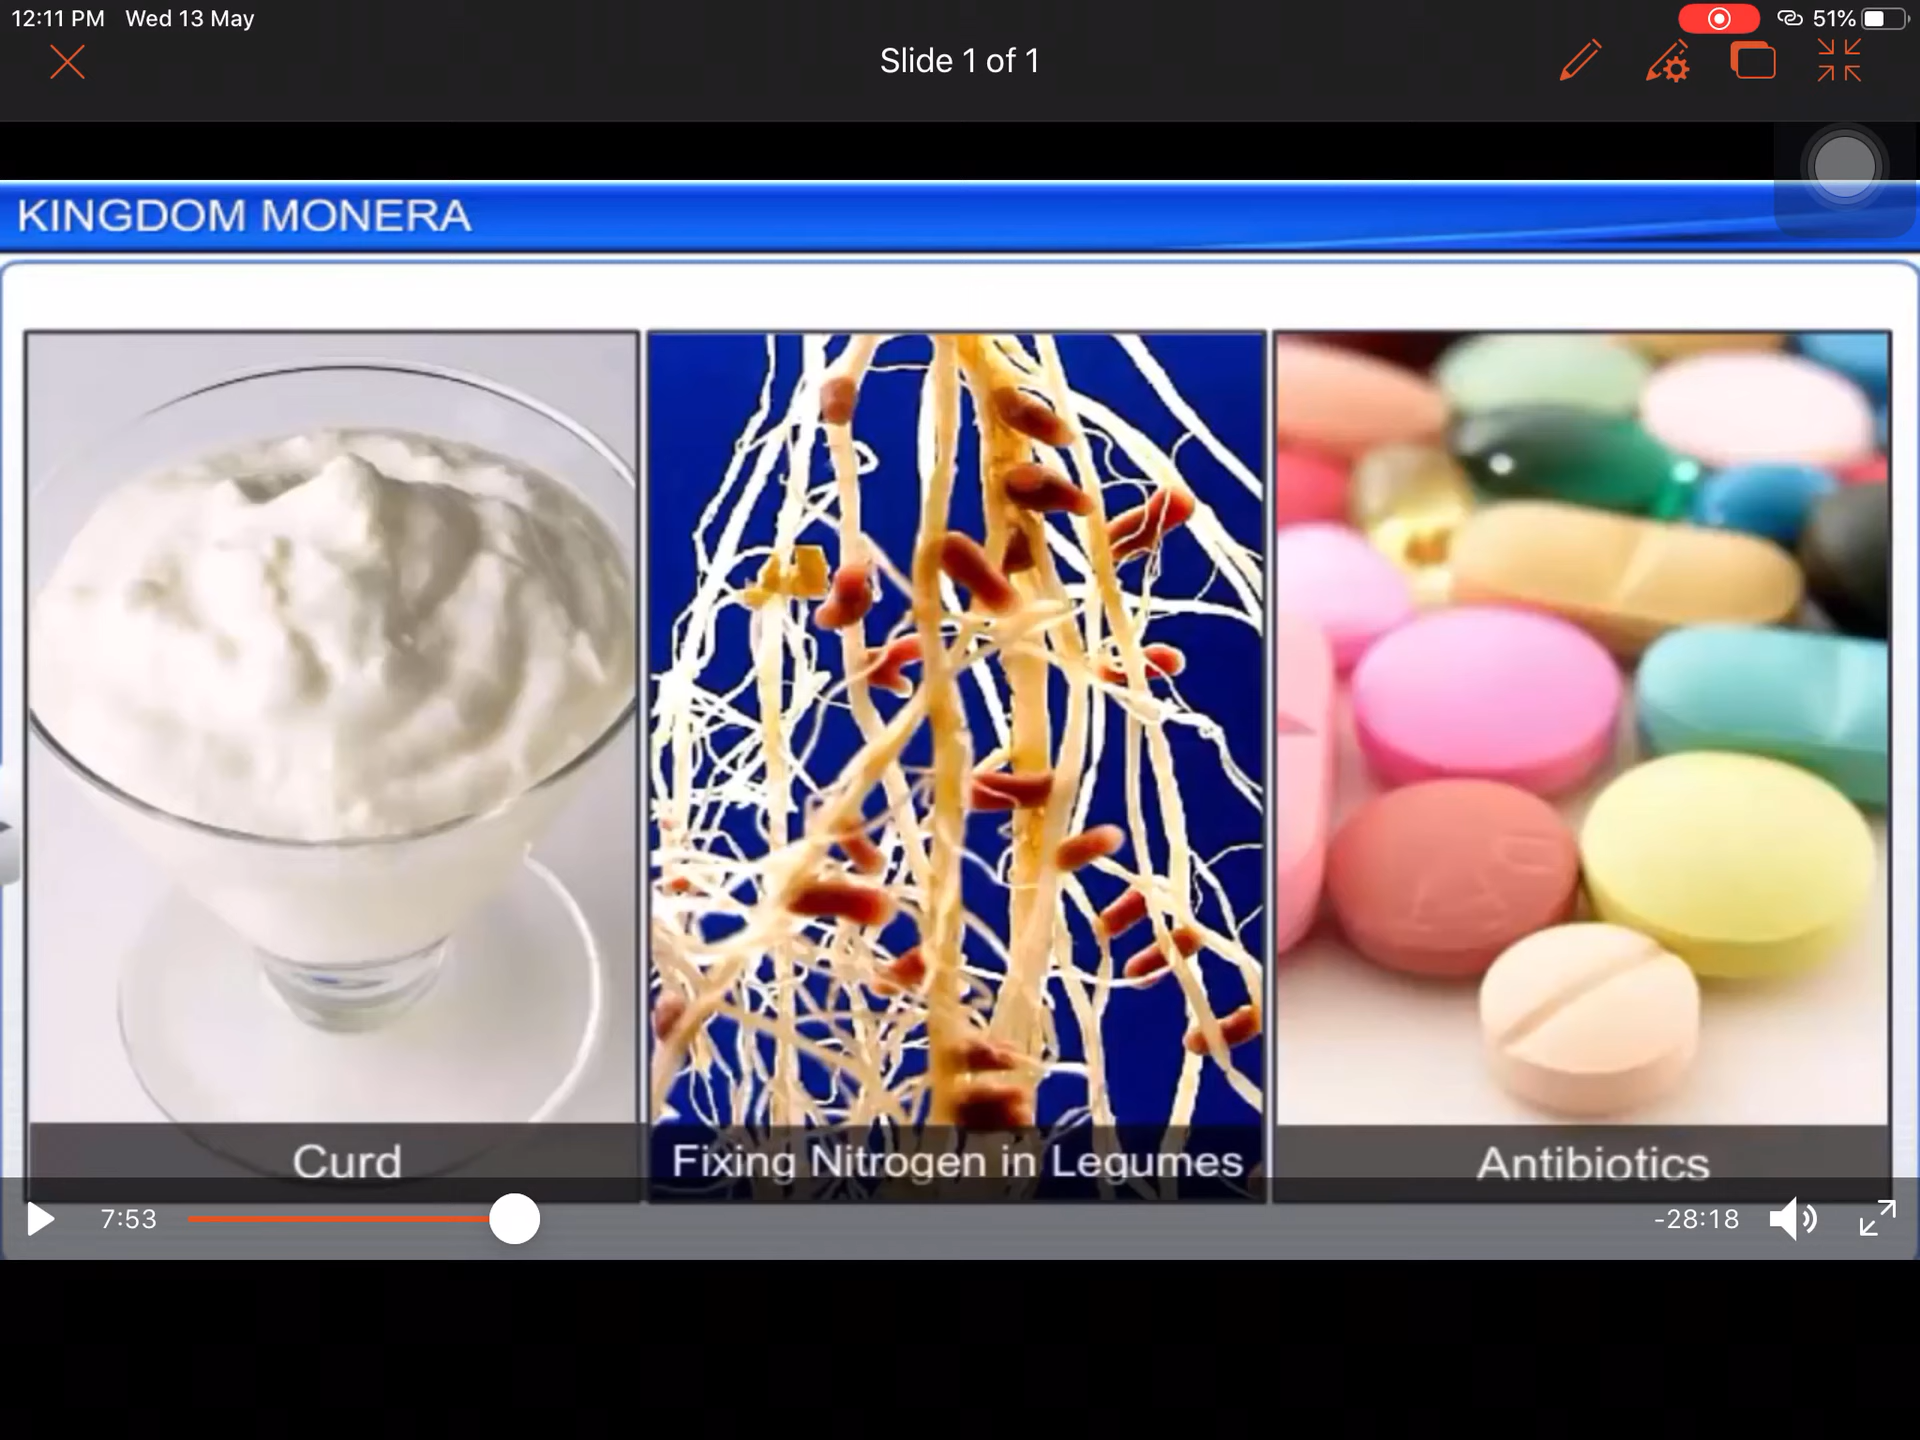 12:11 PM Wed 13 May
51%
Slide 1 of 1
KINGDOM MONERA
Curd
Fixing Nitrogen in Legumes
Antibiotics
7:53
-28:18